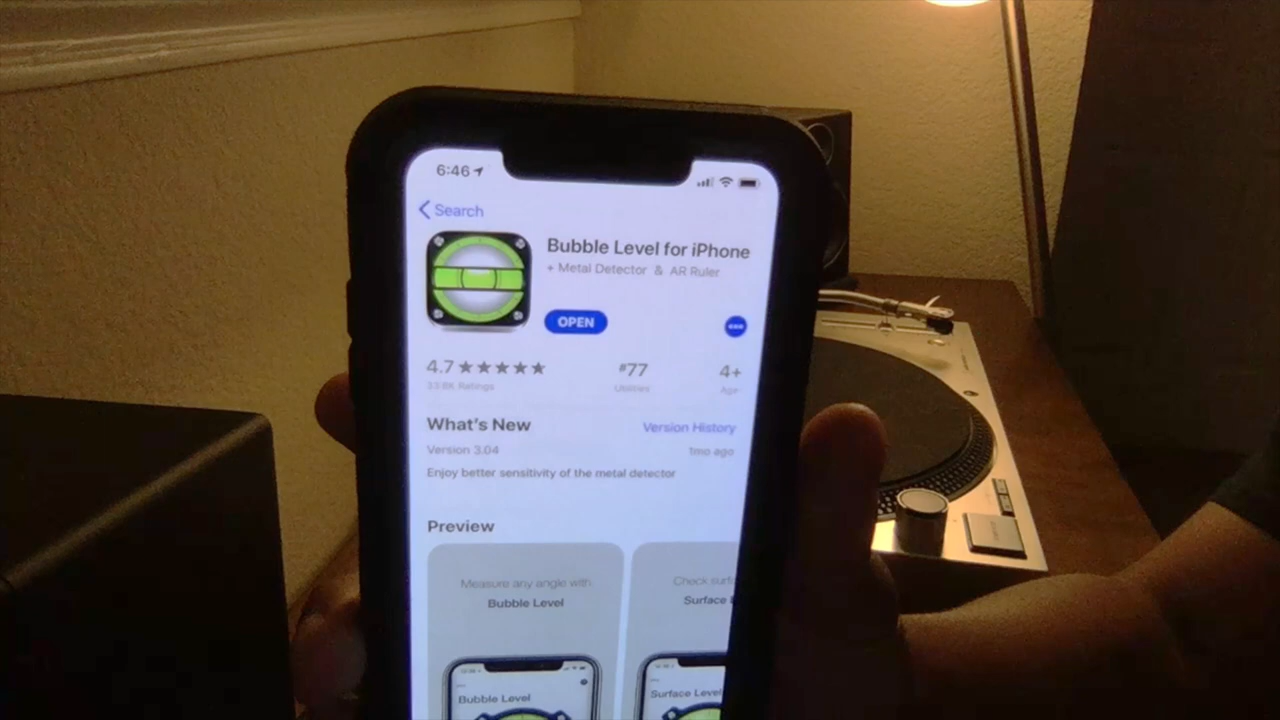 6:46
Search
Bubble Level for iPhone
+ Metal Detector & AR Ruler
OPEN
4.7 ★★★★★ #77 4+
33.8K Ratings Utilities Age
What's New Version History
Version 3.04 1mo ago
Enjoy better sensitivity of the metal detector
Preview
Measure any angle with
Bubble Level
Check
Surface
Bubble Level
Surface Level